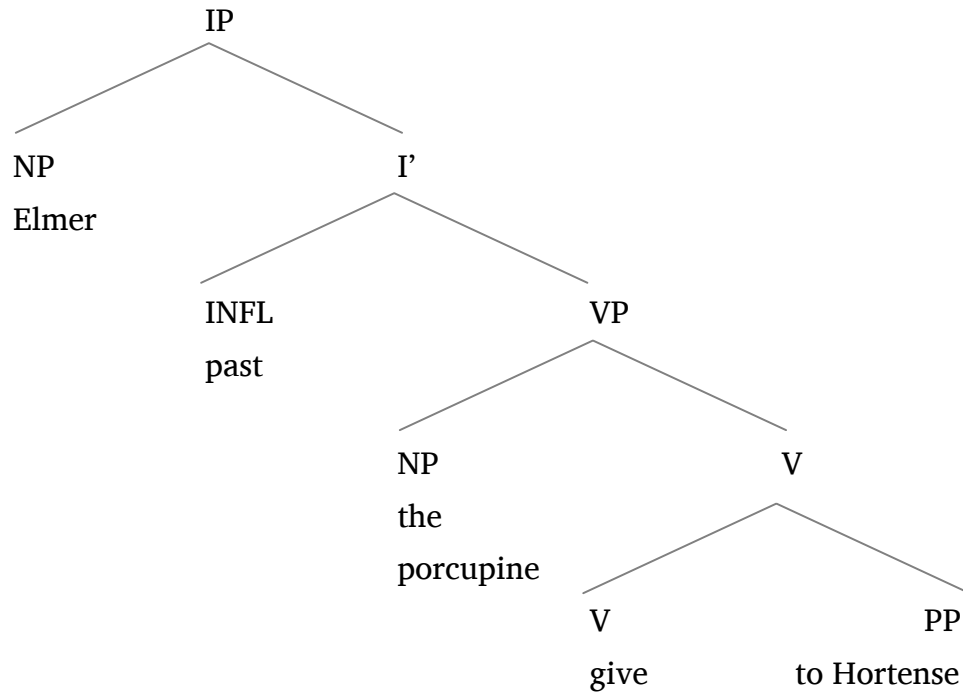 IP
NP I’
Elmer
INFL VP
past
NP V
the
porcupine
V PP
give to Hortense